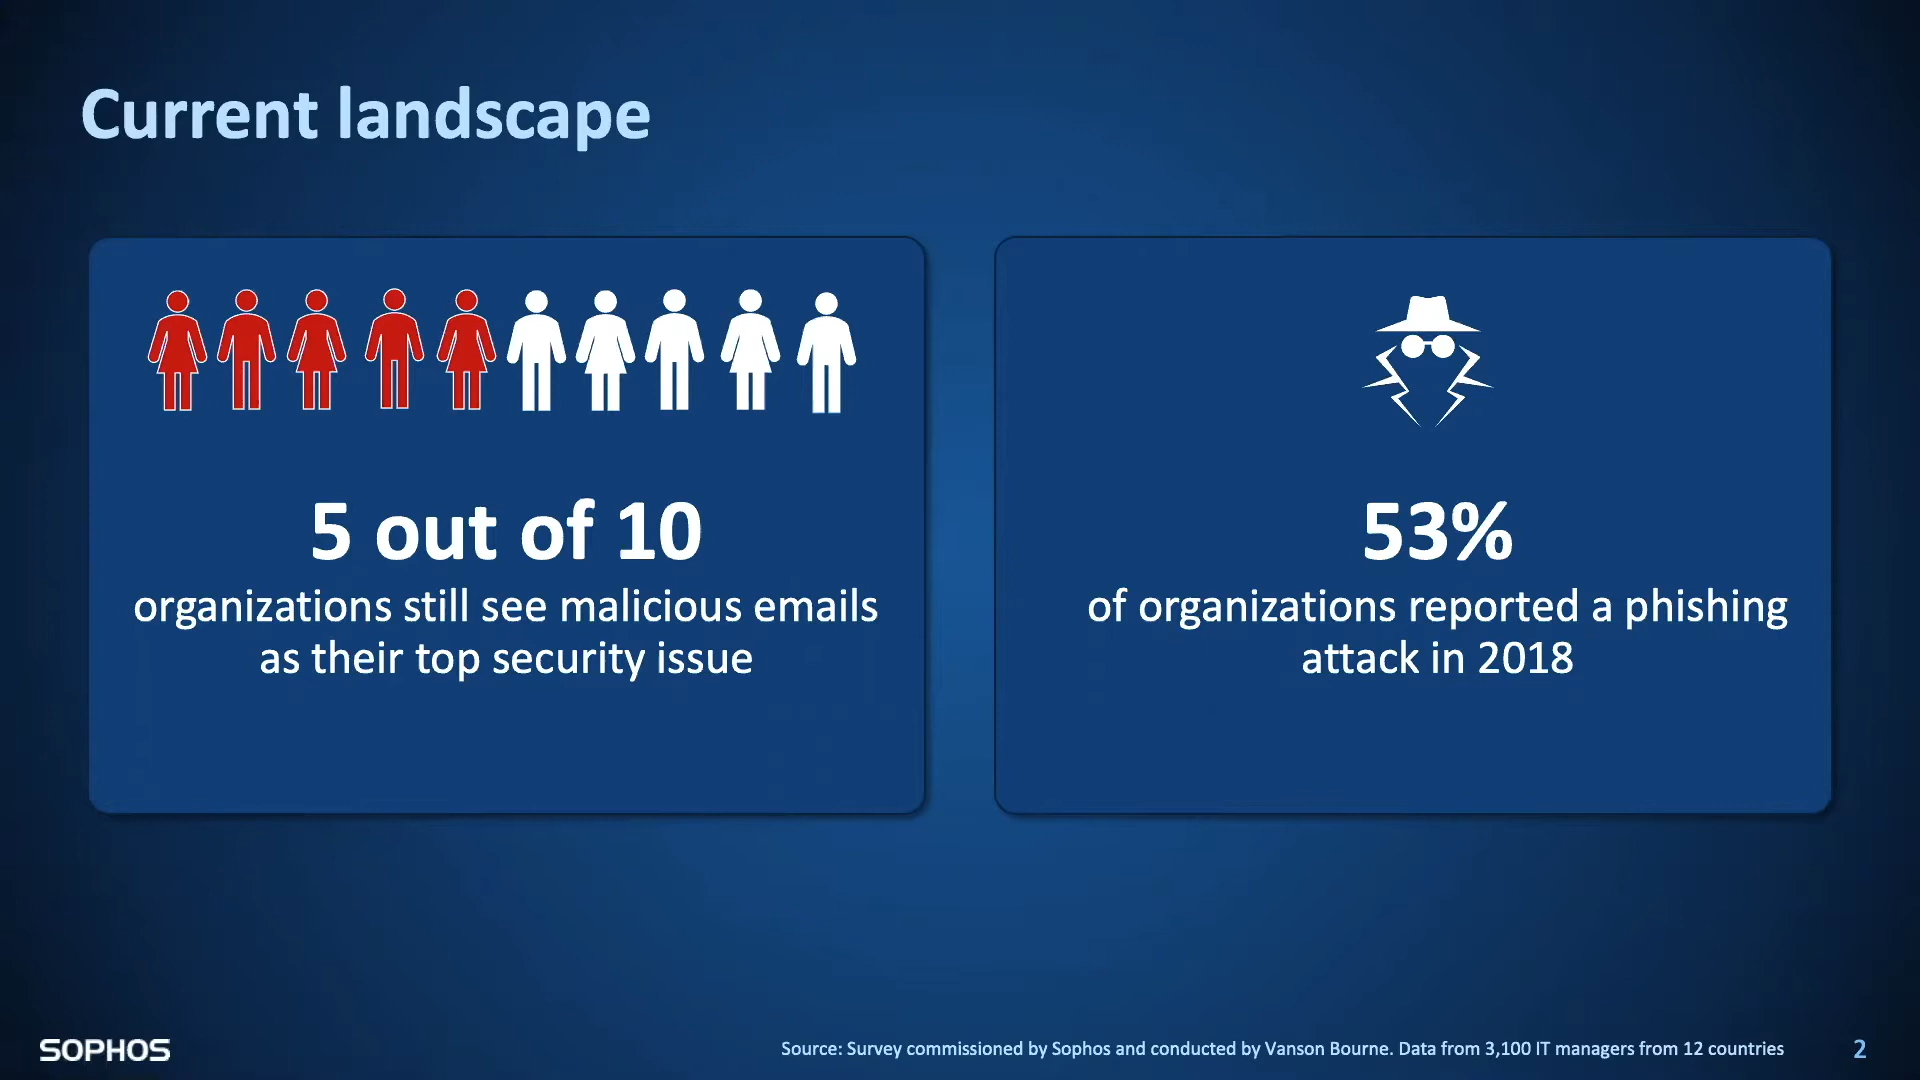 Current landscape
5 out of 10
organizations still see malicious emails
as their top security issue
53%
of organizations reported a phishing
attack in 2018
SOPHOS
Source: Survey commissioned by Sophos and conducted by Vanson Bourne. Data from 3,100 IT managers from 12 countries
2